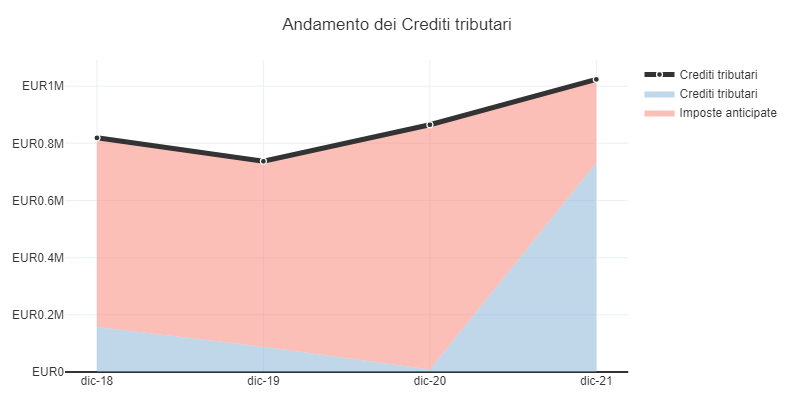 Andamento dei Crediti tributari
EUR1M
EUR0.8M
EUR0.6M
EUR0.4M
EUR0.2M
EUR0
dic-18
dic-19
dic-20
dic-21
Crediti tributari
Crediti tributari
Imposte anticipate